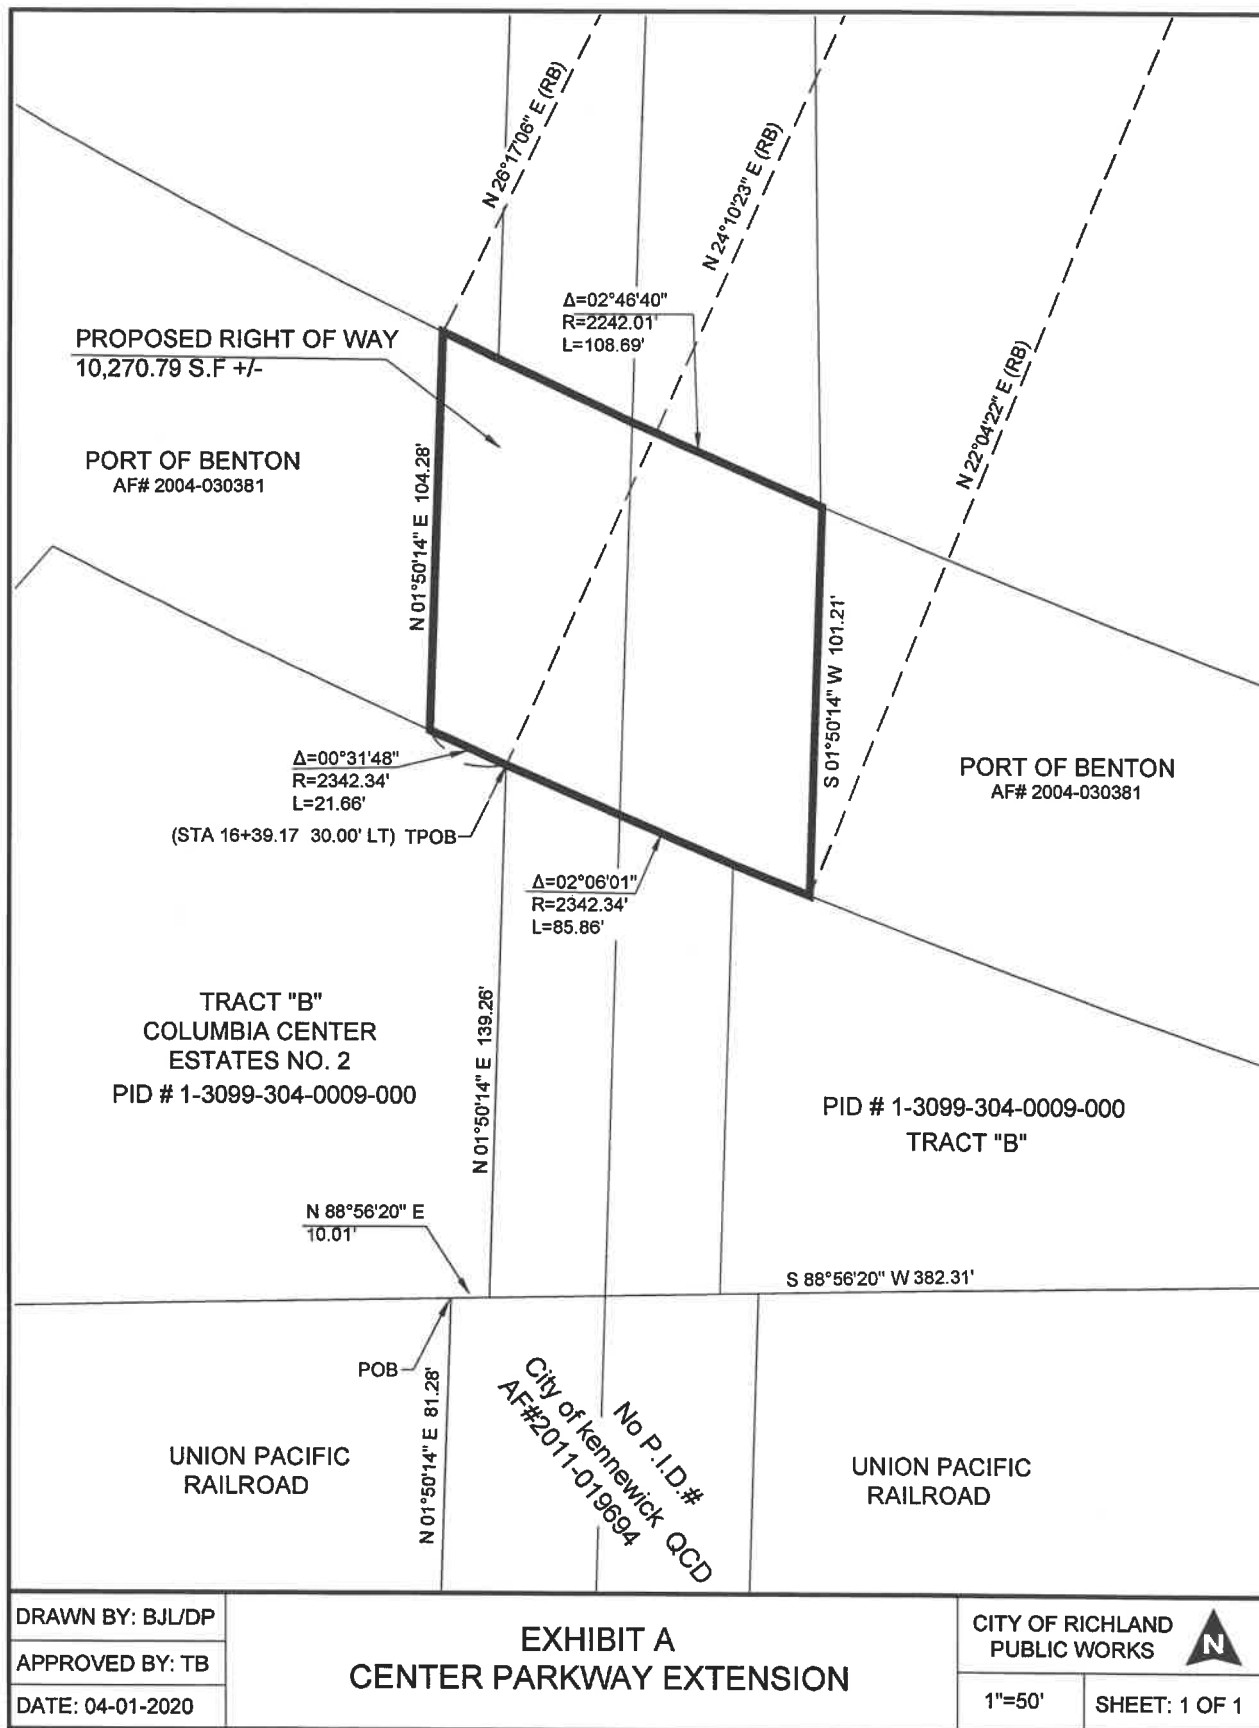 N 26°17'06" E (RB)
N 24°10'23" E (RB)
N 22°04'22" E (RB)
Δ=02°46'40"
R=2242.01'
L=108.69'
PROPOSED RIGHT OF WAY
10,270.79 S.F +/-
PORT OF BENTON
AF# 2004-030381
N 01°50'14" E 104.28'
S 01°50'14" W 101.21'
PORT OF BENTON
AF# 2004-030381
Δ=00°31'48"
R=2342.34'
L=21.66'
(STA 16+39.17 30.00' LT) TPOB
Δ=02°06'01"
R=2342.34'
L=85.86'
TRACT "B"
COLUMBIA CENTER
ESTATES NO. 2
PID # 1-3099-304-0009-000
N 01°50'14" E 139.26'
PID # 1-3099-304-0009-000
TRACT "B"
N 88°56'20" E
10.01'
S 88°56'20" W 382.31'
POB
N 01°50'14" E 81.28'
No P.I.D.#
City of kennewick QCD
AF#2011-019694
UNION PACIFIC
RAILROAD
UNION PACIFIC
RAILROAD
DRAWN BY: BJL/DP
APPROVED BY: TB
DATE: 04-01-2020
EXHIBIT A
CENTER PARKWAY EXTENSION
CITY OF RICHLAND
PUBLIC WORKS
N
1"=50'
SHEET: 1 OF 1